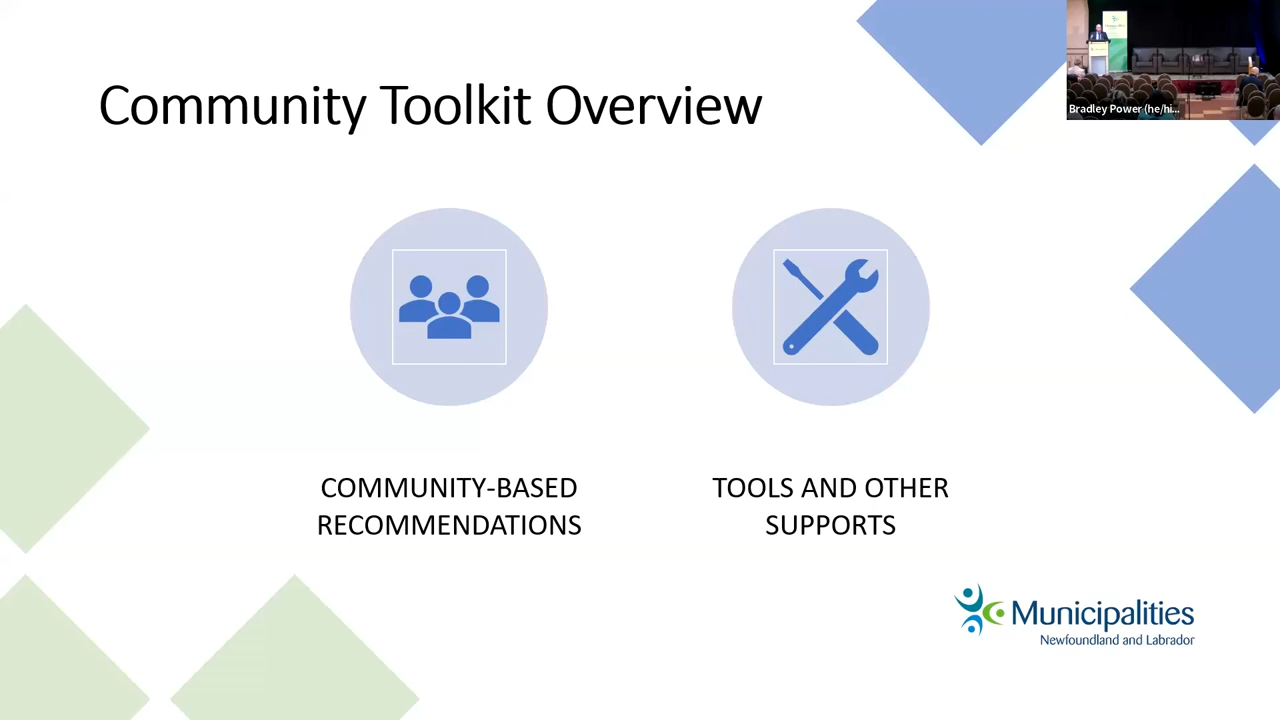 Community Toolkit Overview
Bradley Power (he/hi...
COMMUNITY-BASED
RECOMMENDATIONS
TOOLS AND OTHER
SUPPORTS
Municipalities
Newfoundland and Labrador